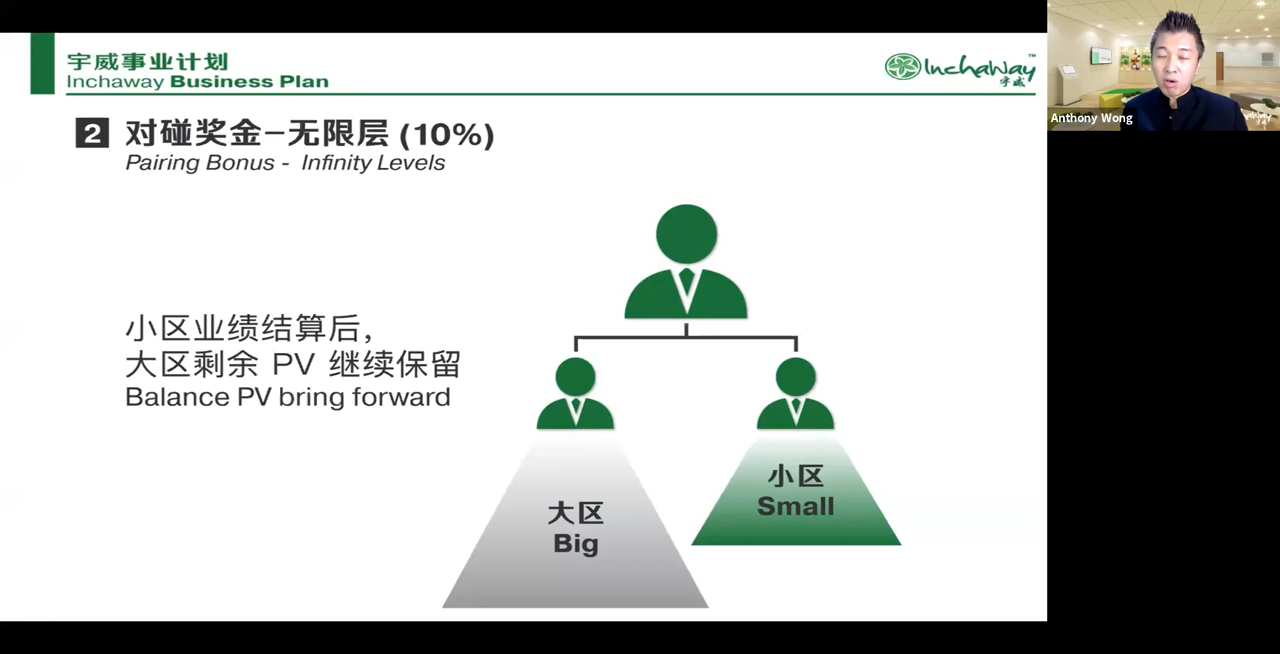 宇威事业计划
Inchaway Business Plan
Inchaway™
宇威
2 对碰奖金–无限层 (10%)
Pairing Bonus - Infinity Levels
小区业绩结算后,
大区剩余 PV 继续保留
Balance PV bring forward
大区
Big
小区
Small
Anthony Wong